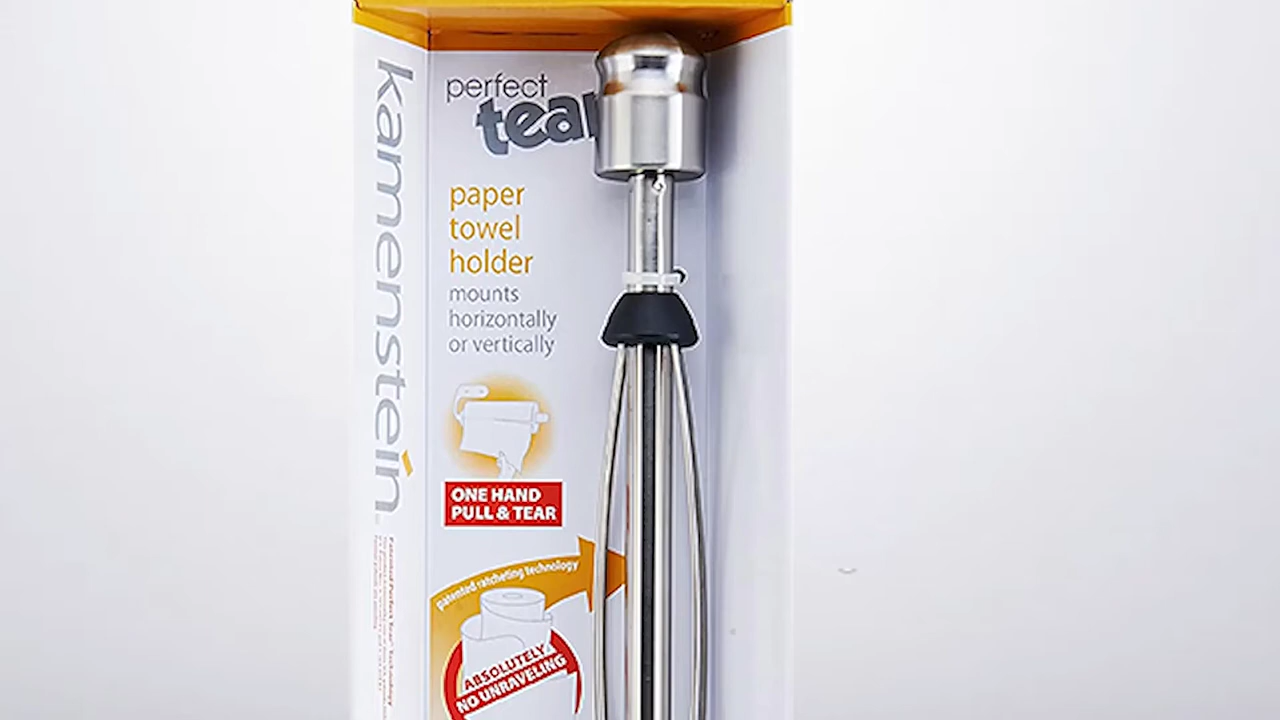 kamenstein
perfect
tear
paper
towel
holder
mounts
horizontally
or vertically
ONE HAND
PULL & TEAR
patented ratcheting technology
ABSOLUTELY
NO UNRAVELING